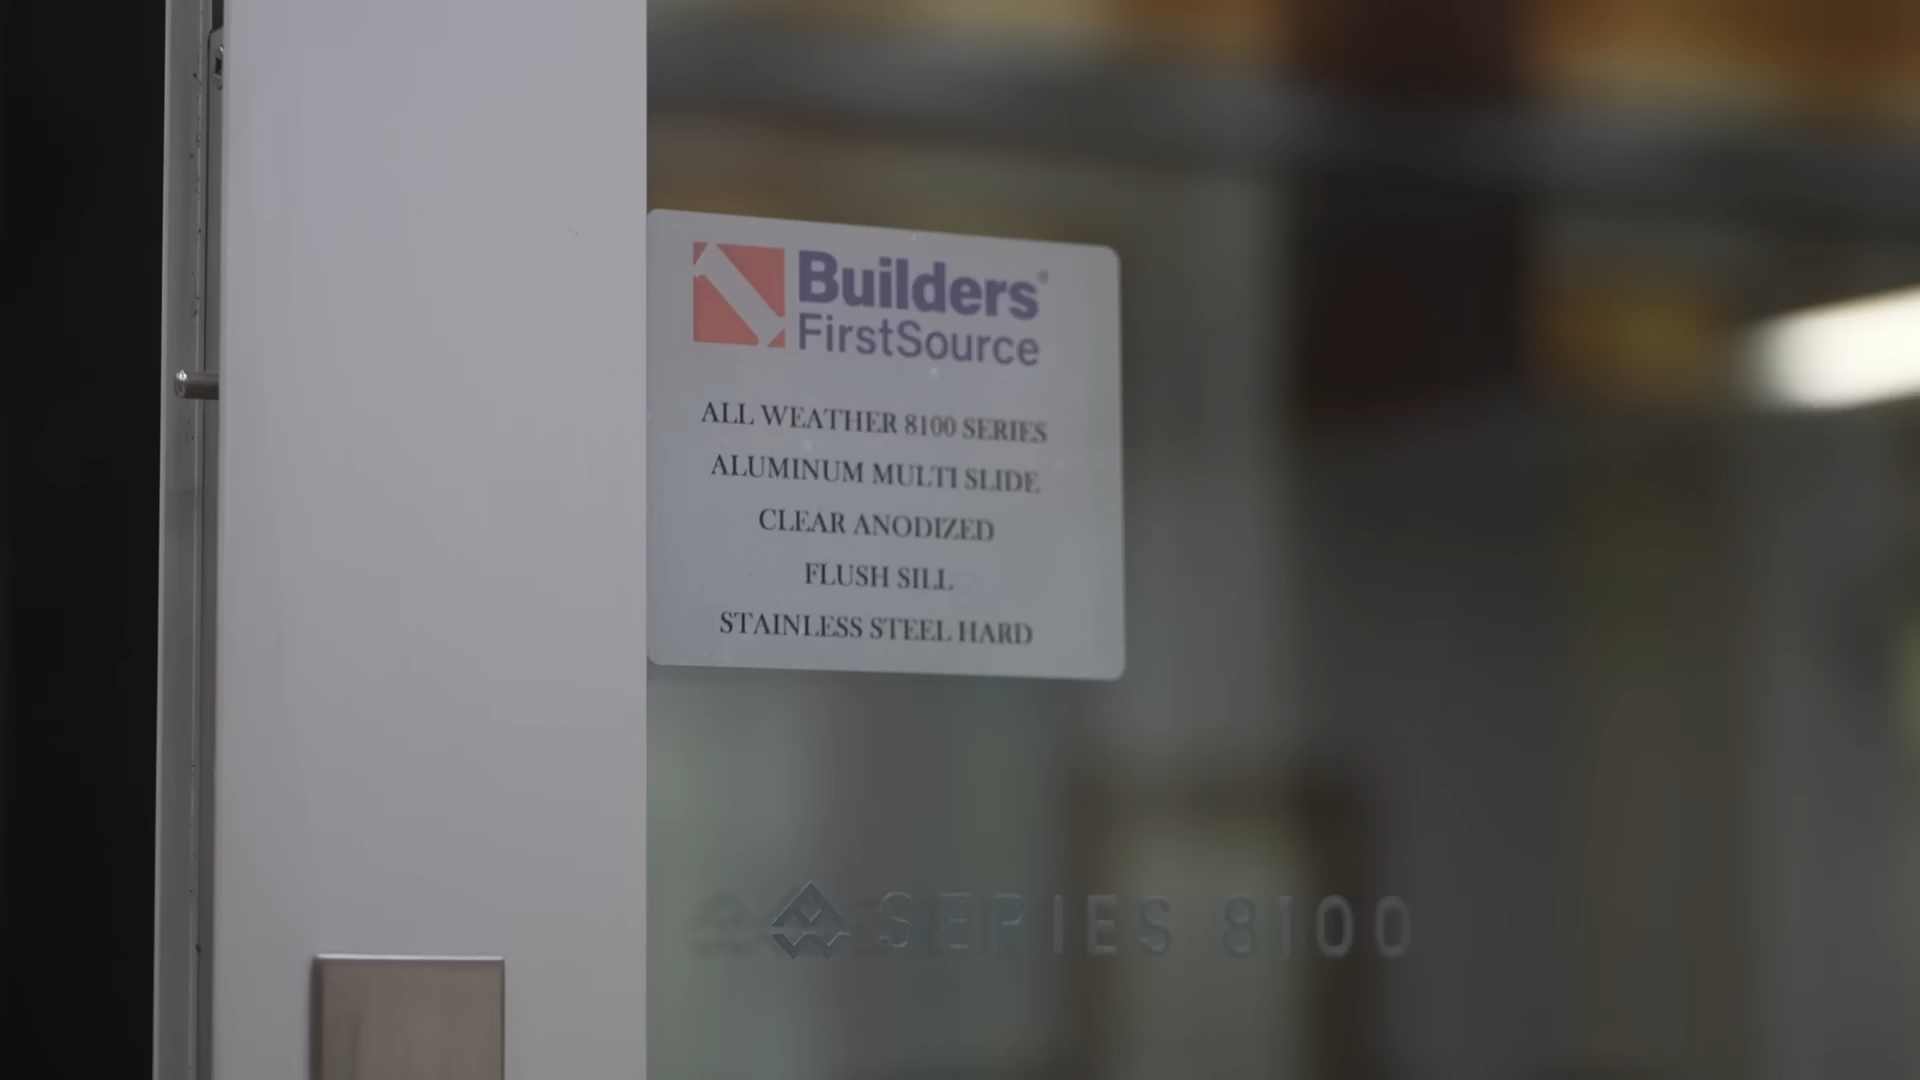 Builders®
FirstSource
ALL WEATHER 8100 SERIES
ALUMINUM MULTI SLIDE
CLEAR ANODIZED
FLUSH SILL
STAINLESS STEEL HARD
SERIES 8100